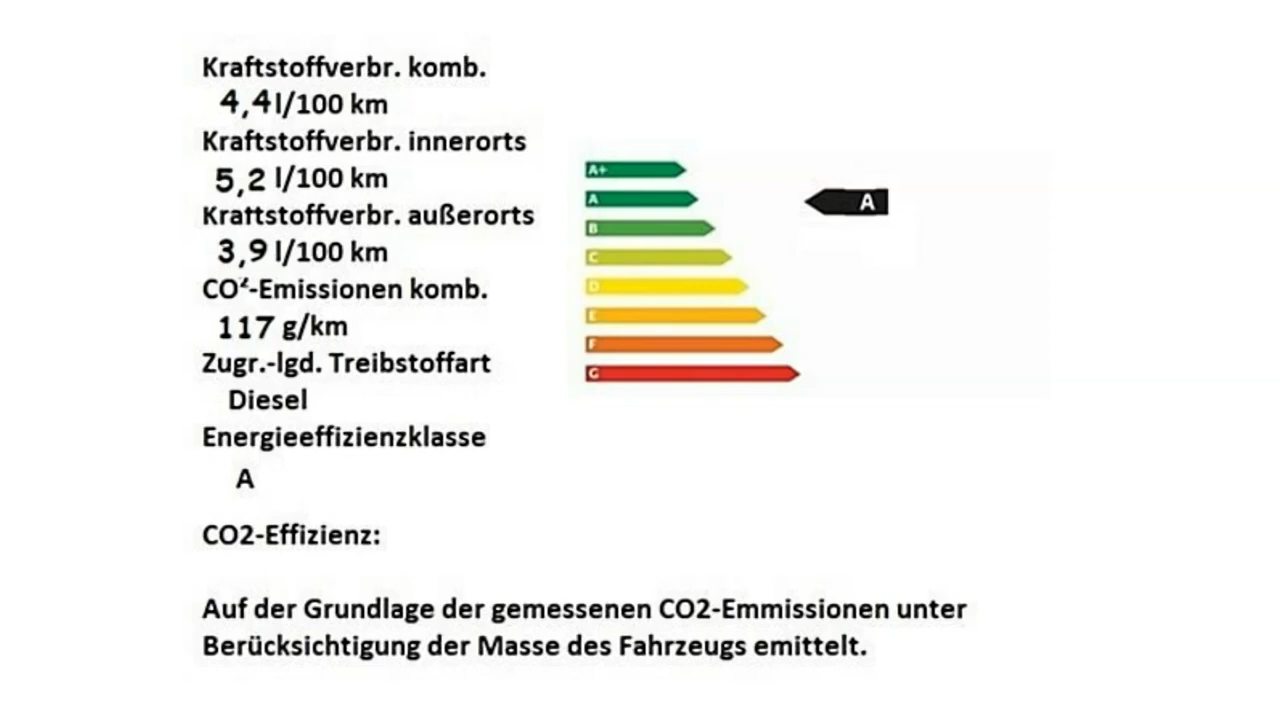 Kraftstoffverbr. komb.
4,4 l/100 km
Kraftstoffverbr. innerorts
5,2 l/100 km
Kraftstoffverbr. außerorts
3,9 l/100 km
CO²-Emissionen komb.
117 g/km
Zugr.-lgd. Treibstoffart
Diesel
Energieeffizienzklasse
A
A+
A
B
C
D
E
F
G
A
CO2-Effizienz:
Auf der Grundlage der gemessenen CO2-Emmissionen unter
Berücksichtigung der Masse des Fahrzeugs emittelt.